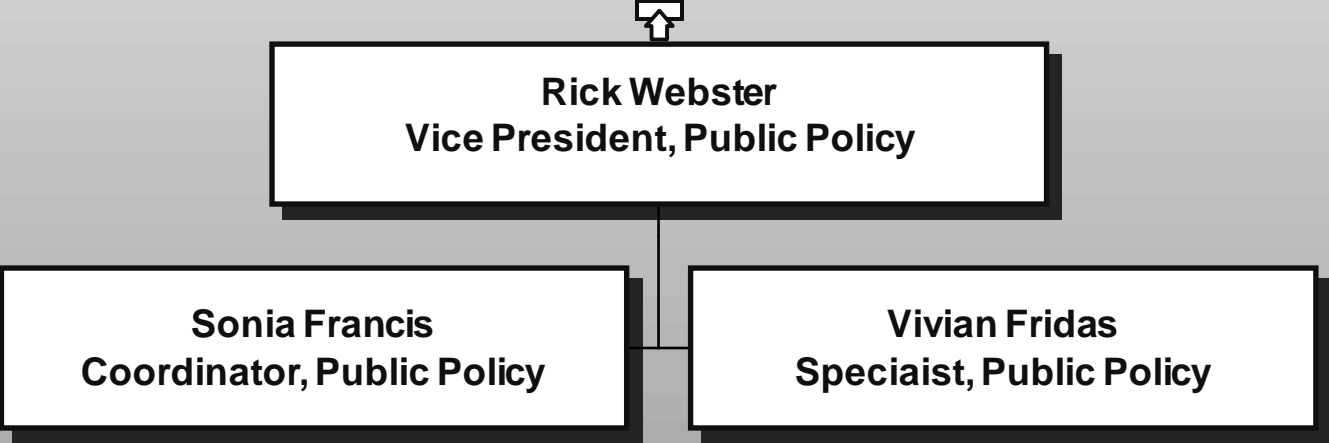 Rick Webster
Vice President, Public Policy
Sonia Francis
Coordinator, Public Policy
Vivian Fridas
Speciaist, Public Policy